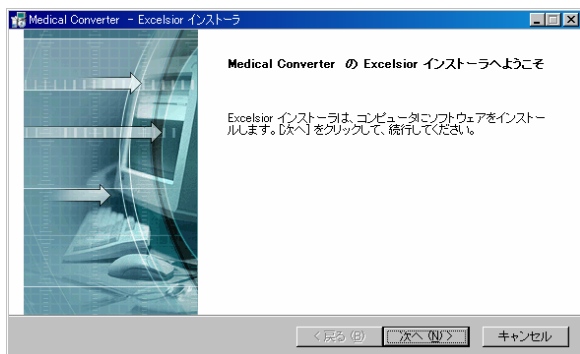 Medical Converter - Excelsior インストーラ
Medical Converter の Excelsior インストーラへようこそ
Excelsior インストーラは、コンピュータにソフトウェアをインストー
ルします。[次へ] をクリックして、続行してください。
< 戻る (B)
次へ (N) >
キャンセル